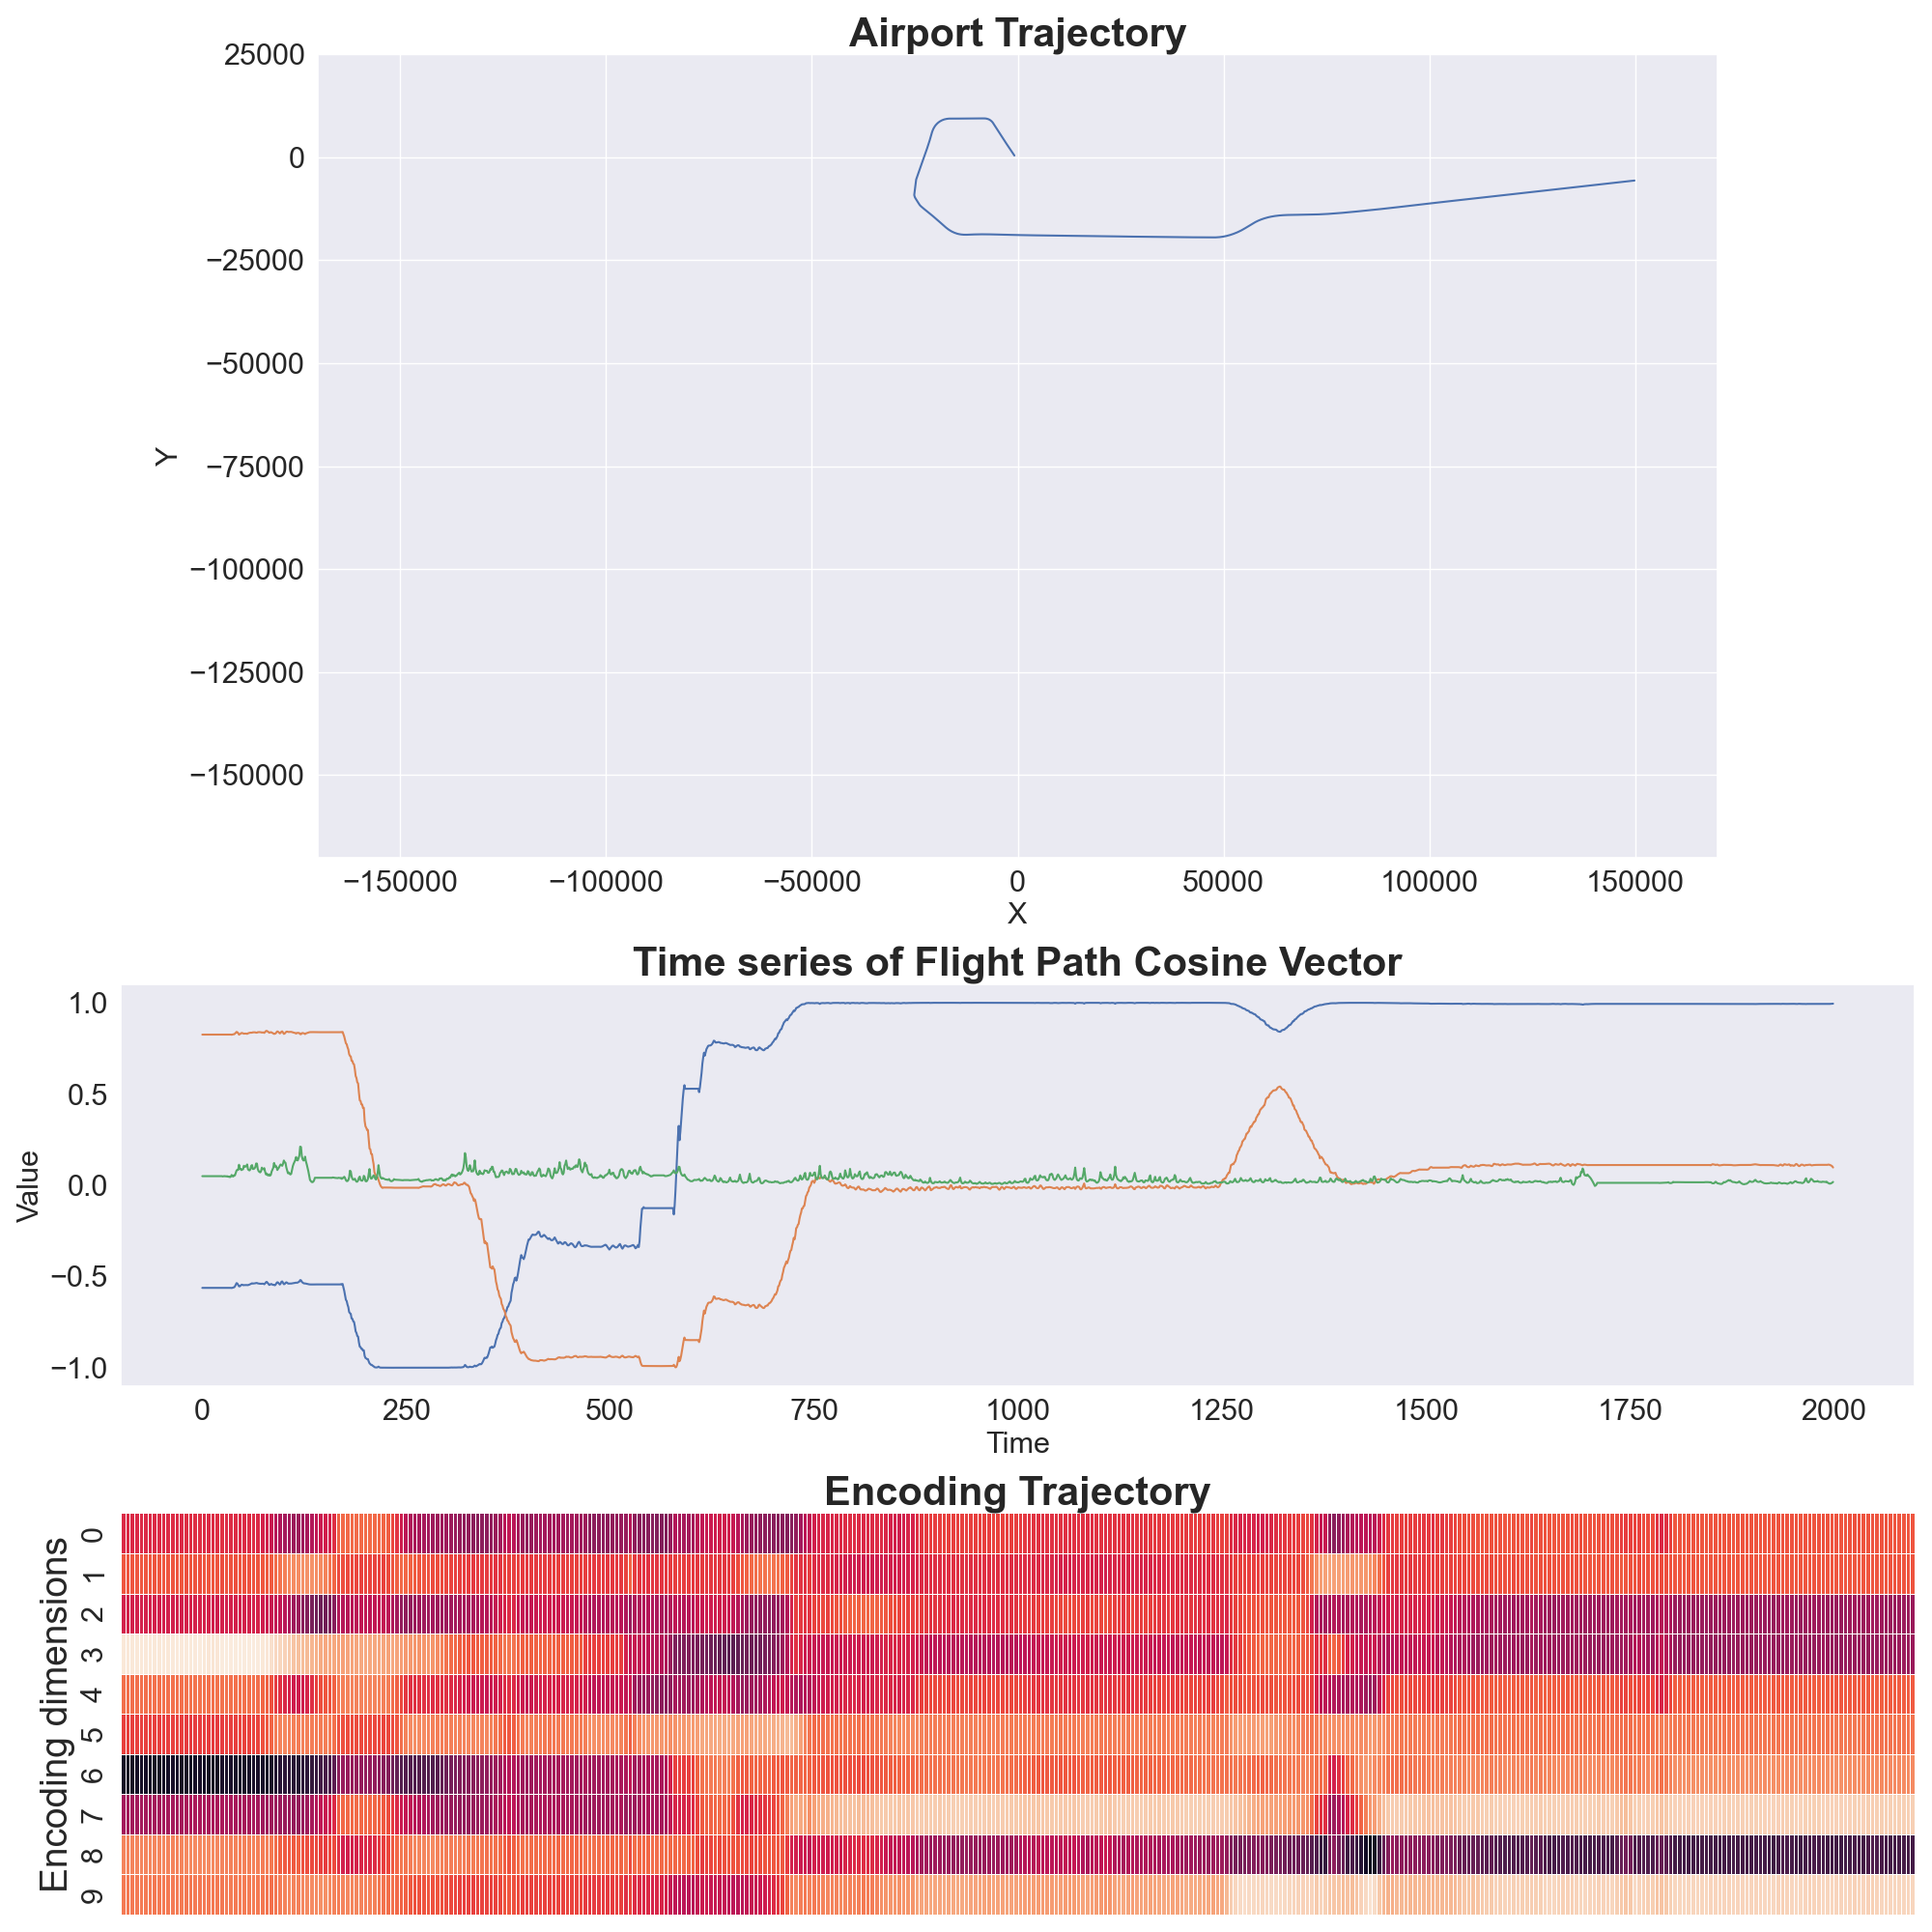 Airport Trajectory
25000
0
−25000
−50000
−75000
−100000
−125000
−150000
Y
−150000 −100000 −50000 0 50000 100000 150000
X
Time series of Flight Path Cosine Vector
1.0
0.5
0.0
−0.5
−1.0
Value
0 250 500 750 1000 1250 1500 1750 2000
Time
Encoding Trajectory
0
1
2
3
4
5
6
7
8
9
Encoding dimensions